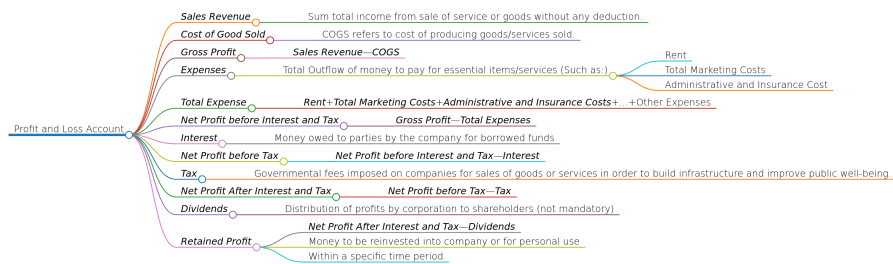 Profit and Loss Account
Sales Revenue
Sum total income from sale of service or goods without any deduction.
Cost of Good Sold
COGS refers to cost of producing goods/services sold.
Gross Profit
Sales Revenue—COGS
Expenses
Total Outflow of money to pay for essential items/services (Such as:)
Rent
Total Marketing Costs
Administrative and Insurance Cost
Total Expense
Rent+Total Marketing Costs+Administrative and Insurance Costs+...+Other Expenses
Net Profit before Interest and Tax
Gross Profit—Total Expenses
Interest
Money owed to parties by the company for borrowed funds
Net Profit before Tax
Net Profit before Interest and Tax—Interest
Tax
Governmental fees imposed on companies for sales of goods or services in order to build infrastructure and improve public well-being.
Net Profit After Interest and Tax
Net Profit before Tax—Tax
Dividends
Distribution of profits by corporation to shareholders (not mandatory)
Retained Profit
Net Profit After Interest and Tax—Dividends
Money to be reinvested into company or for personal use
Within a specific time period